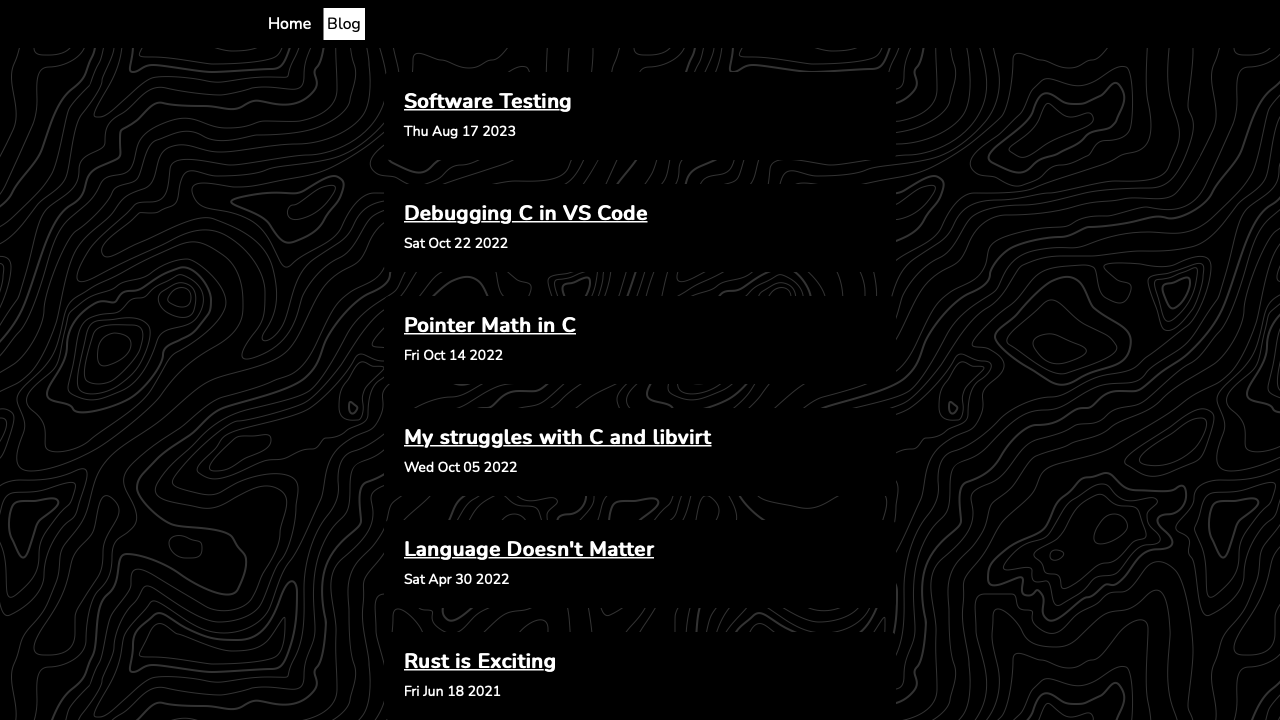 Home Blog
Software Testing
Thu Aug 17 2023
Debugging C in VS Code
Sat Oct 22 2022
Pointer Math in C
Fri Oct 14 2022
My struggles with C and libvirt
Wed Oct 05 2022
Language Doesn't Matter
Sat Apr 30 2022
Rust is Exciting
Fri Jun 18 2021